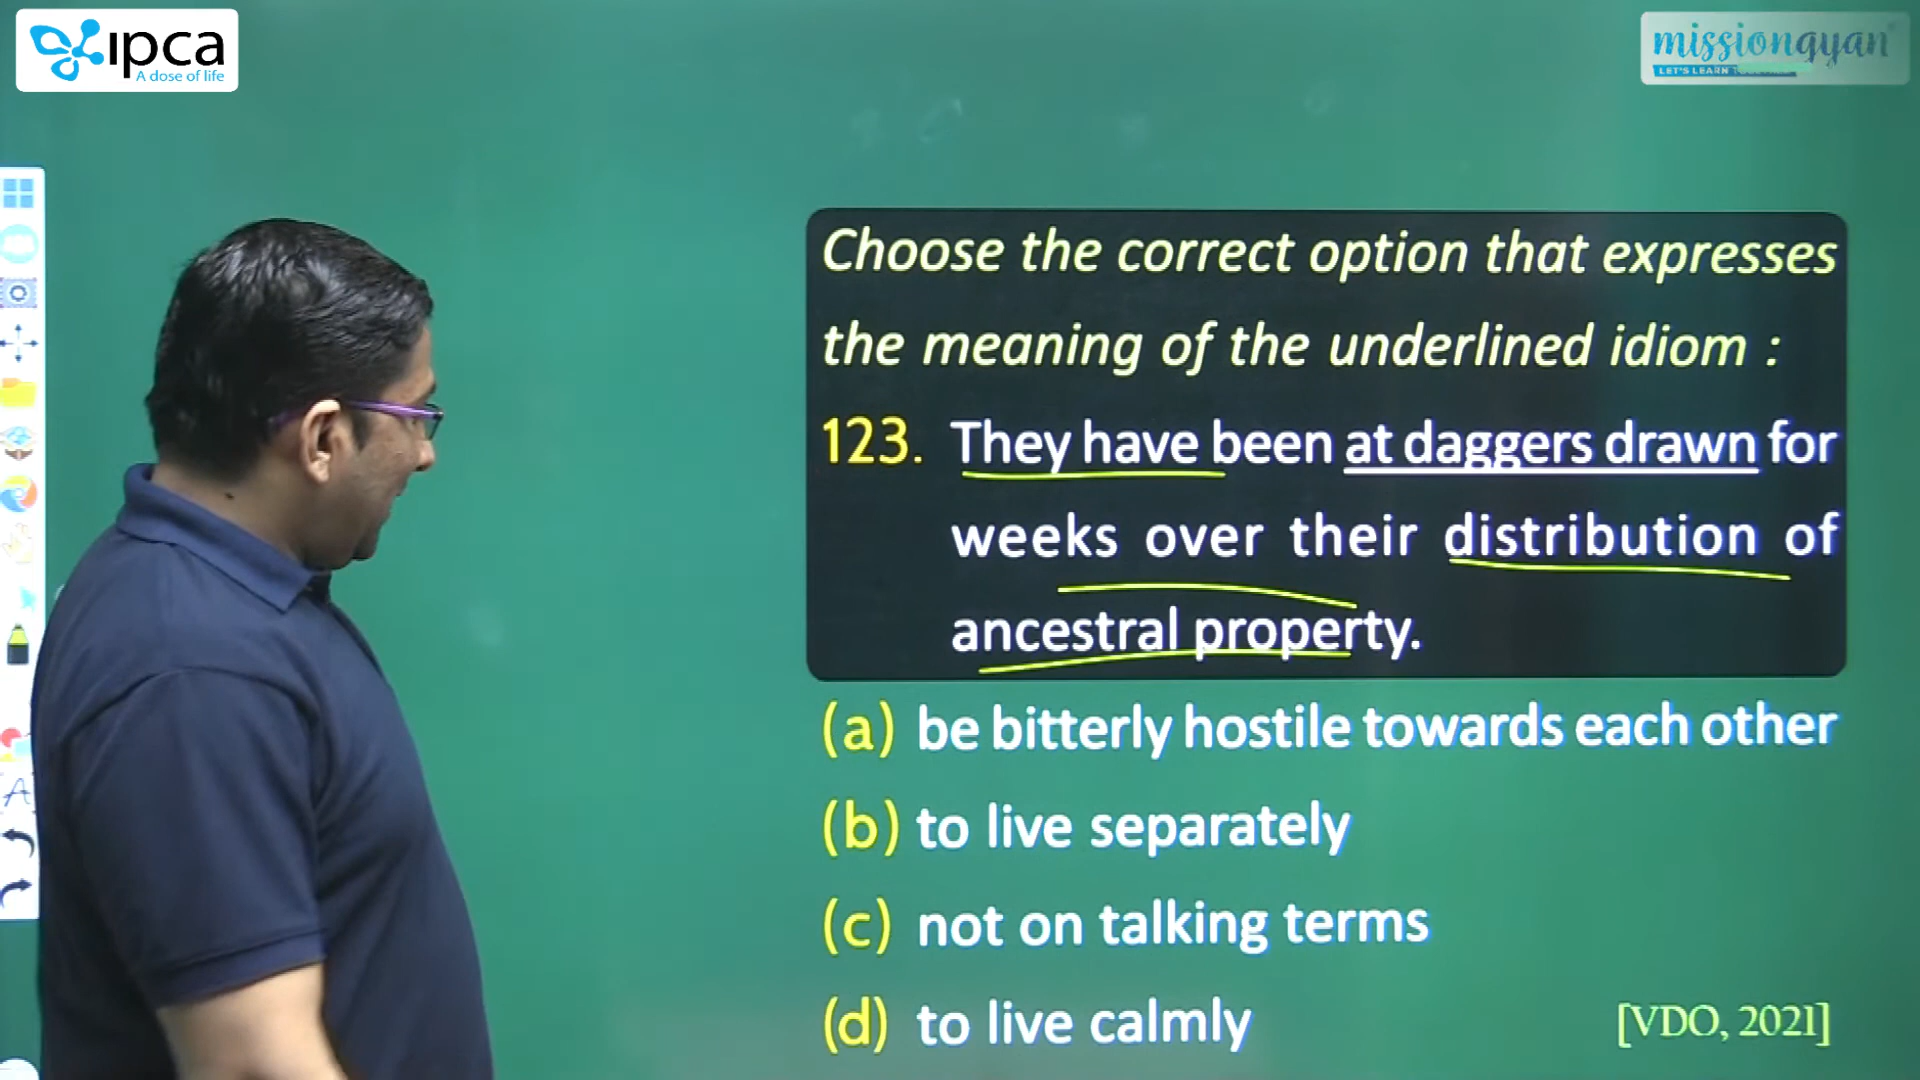 ipca
A dose of life
missiongyan
LET'S LEARN
Choose the correct option that expresses
the meaning of the underlined idiom :
123. They have been at daggers drawn for
weeks over their distribution of
ancestral property.
(a) be bitterly hostile towards each other
(b) to live separately
(c) not on talking terms
(d) to live calmly
[VDO, 2021]
A